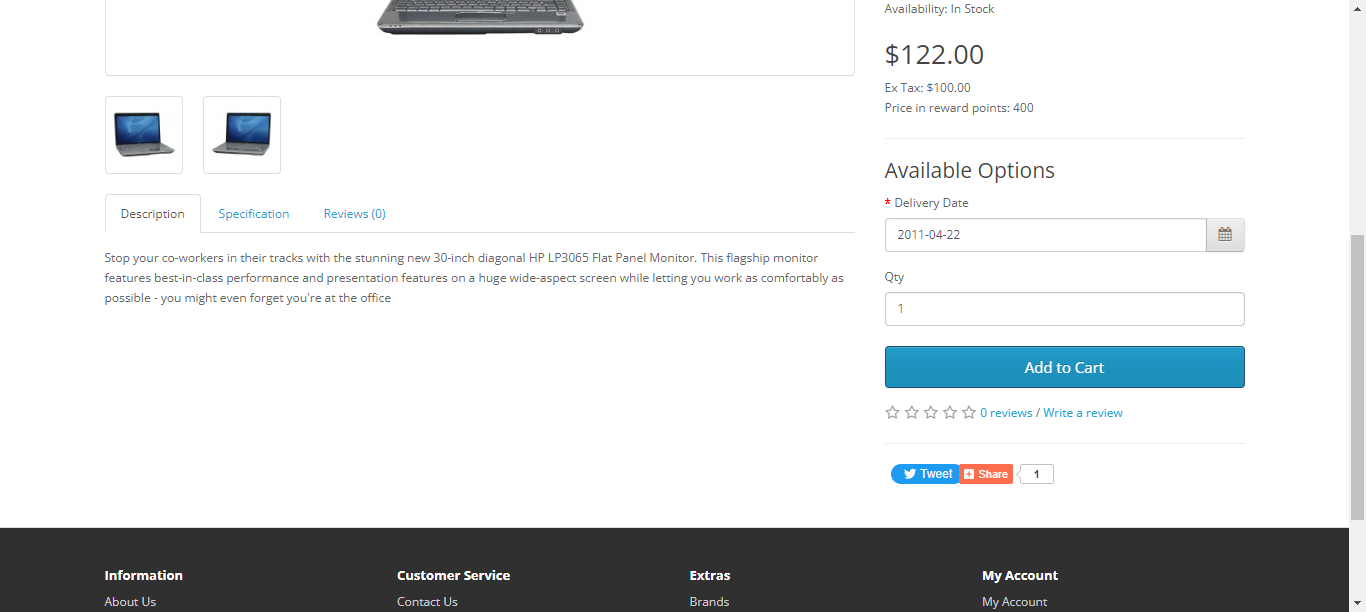 Availability: In Stock
$122.00
Ex Tax: $100.00
Price in reward points: 400
Available Options
* Delivery Date
2011-04-22
Qty
1
Add to Cart
0 reviews / Write a review
Tweet Share 1
Description Specification Reviews (0)
Stop your co-workers in their tracks with the stunning new 30-inch diagonal HP LP3065 Flat Panel Monitor. This flagship monitor
features best-in-class performance and presentation features on a huge wide-aspect screen while letting you work as comfortably as
possible - you might even forget you're at the office
Information Customer Service Extras My Account
About Us Contact Us Brands My Account